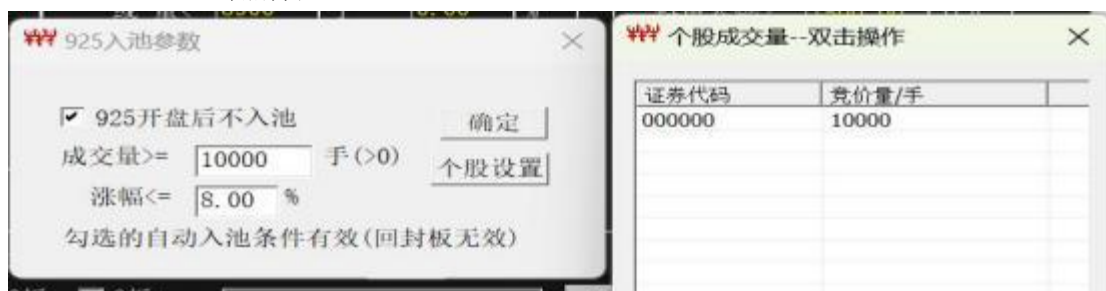 925入池参数
925开盘后不入池
确定
成交量>= 10000 手(>0)
个股设置
涨幅<= 8.00 %
勾选的自动入池条件有效(回封板无效)
个股成交量--双击操作
证券代码 竞价量/手
000000 10000